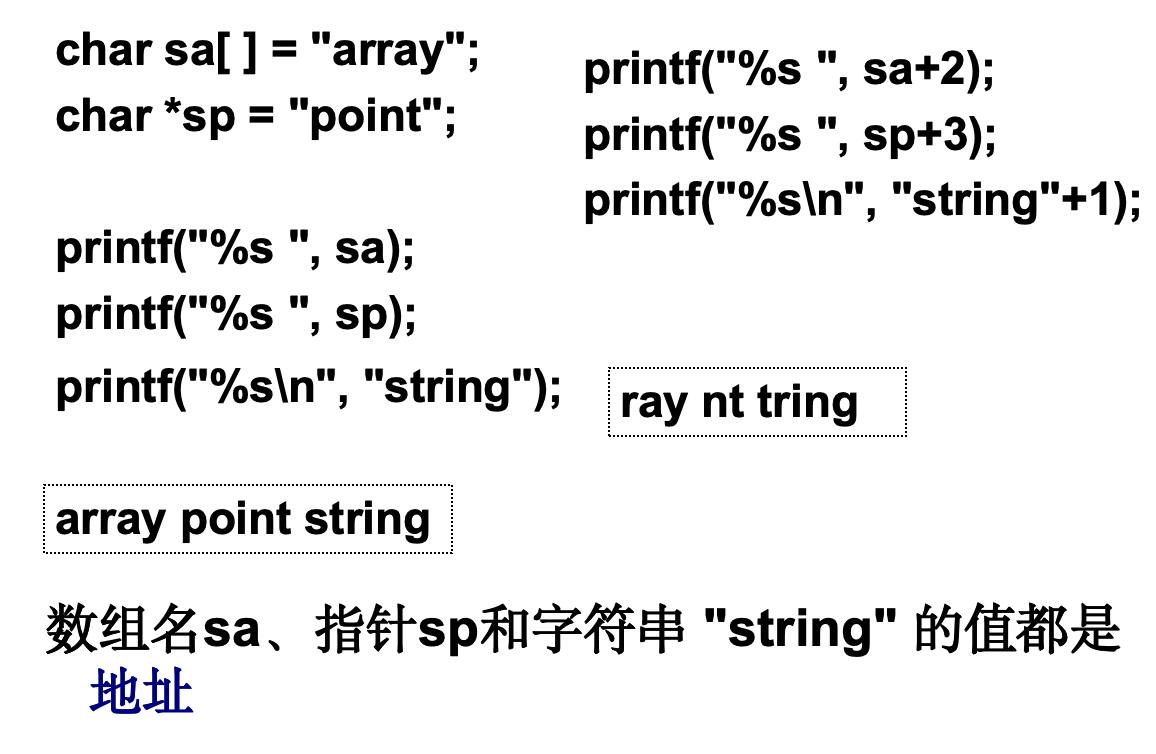 char sa[ ] = "array";
char *sp = "point";
printf("%s ", sa);
printf("%s ", sp);
printf("%s\n", "string");
array point string
printf("%s ", sa+2);
printf("%s ", sp+3);
printf("%s\n", "string"+1);
ray nt tring
数组名sa、指针sp和字符串 "string" 的值都是
地址